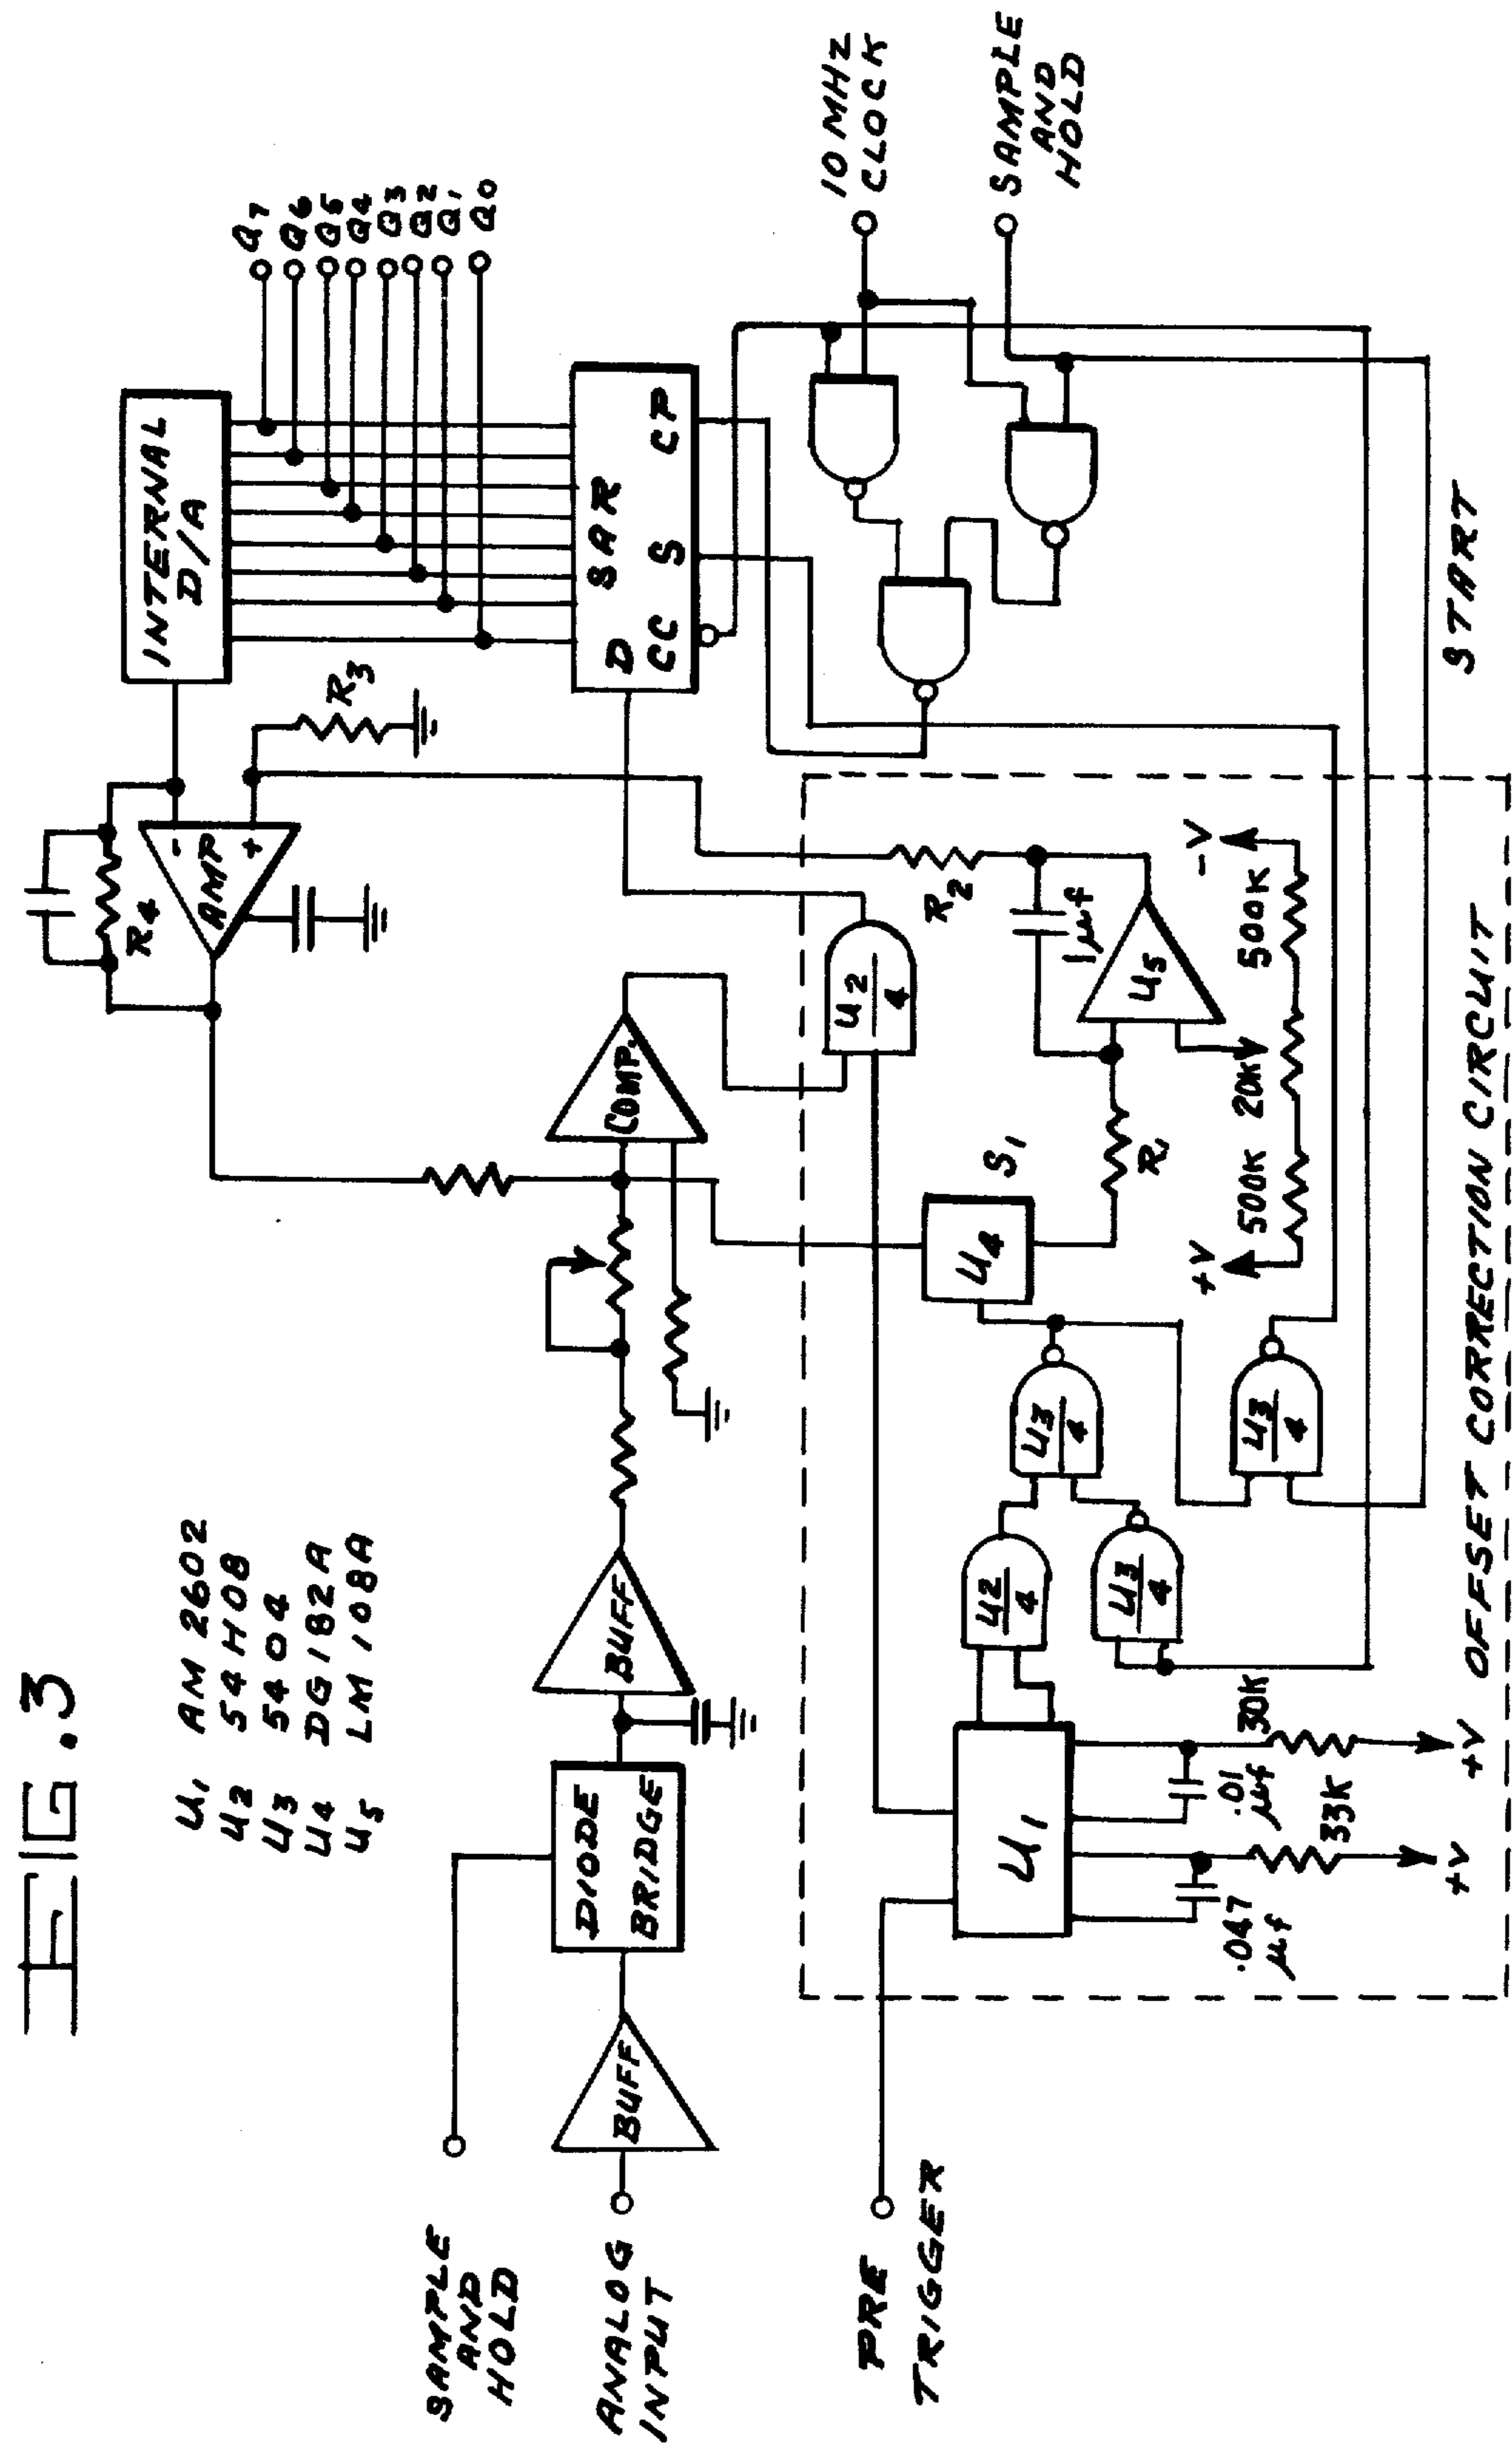 FIG.3
U1 AM 2602
U2 54H08
U3 5404
U4 DG182A
U5 LM108A
SAMPLE
AND
HOLD
ANALOG
INPUT
PRE
TRIGGER
BUFF
DIODE
BRIDGE
BUFF
COMP.
AMP
-
+
R4
R3
INTERNAL
D/A
Q7
Q6
Q5
Q4
Q3
Q2
Q1
Q0
D
SAR
CC
S
CP
10 MHz
CLOCK
SAMPLE
AND
HOLD
START
U1
.047
µf
33K
+V
.01
µf
30K
+V
U2
4
U3
4
U3
4
U3
4
U4
S1
R1
U5
1µf
R2
U2
4
+V
500K
20K
500K
-V
OFFSET CORRECTION CIRCUIT